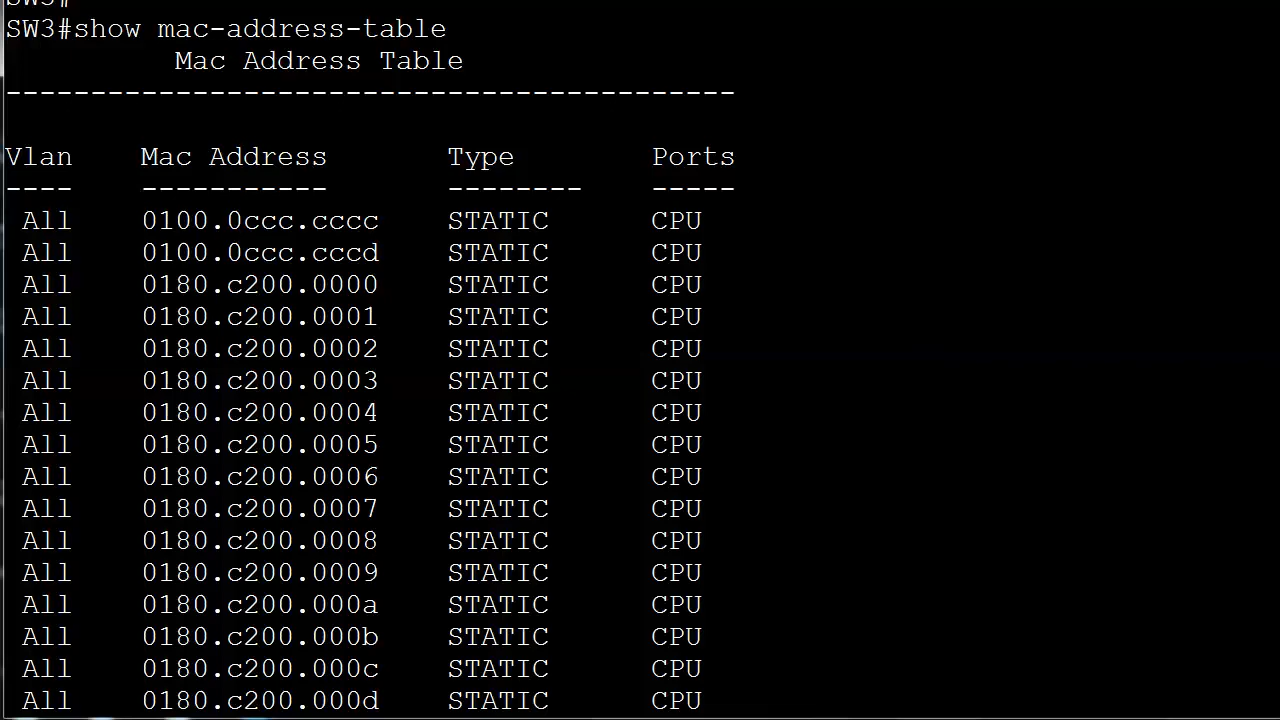 SW3#
SW3#show mac-address-table
Mac Address Table
-------------------------------------------
Vlan Mac Address Type Ports
---- ----------- -------- -----
All 0100.0ccc.cccc STATIC CPU
All 0100.0ccc.cccd STATIC CPU
All 0180.c200.0000 STATIC CPU
All 0180.c200.0001 STATIC CPU
All 0180.c200.0002 STATIC CPU
All 0180.c200.0003 STATIC CPU
All 0180.c200.0004 STATIC CPU
All 0180.c200.0005 STATIC CPU
All 0180.c200.0006 STATIC CPU
All 0180.c200.0007 STATIC CPU
All 0180.c200.0008 STATIC CPU
All 0180.c200.0009 STATIC CPU
All 0180.c200.000a STATIC CPU
All 0180.c200.000b STATIC CPU
All 0180.c200.000c STATIC CPU
All 0180.c200.000d STATIC CPU